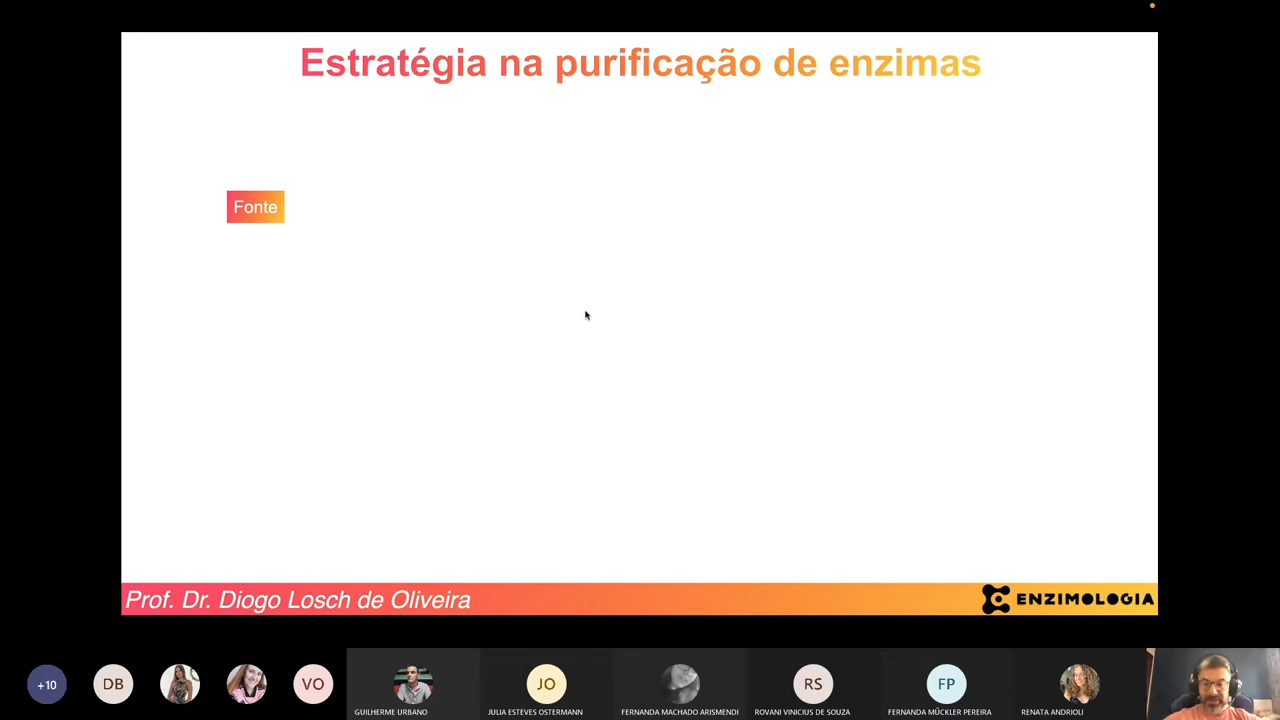 Estratégia na purificação de enzimas
Fonte
Prof. Dr. Diogo Losch de Oliveira
ENZIMOLOGIA
+10
DB
VO
JO
RS
FP
GUILHERME URBANO
JULIA ESTEVES OSTERMANN
FERNANDA MACHADO ARISMENDI
ROVANI VINICIUS DE SOUZA
FERNANDA MÜCKLER PEREIRA
RENATA ANDRIOLI